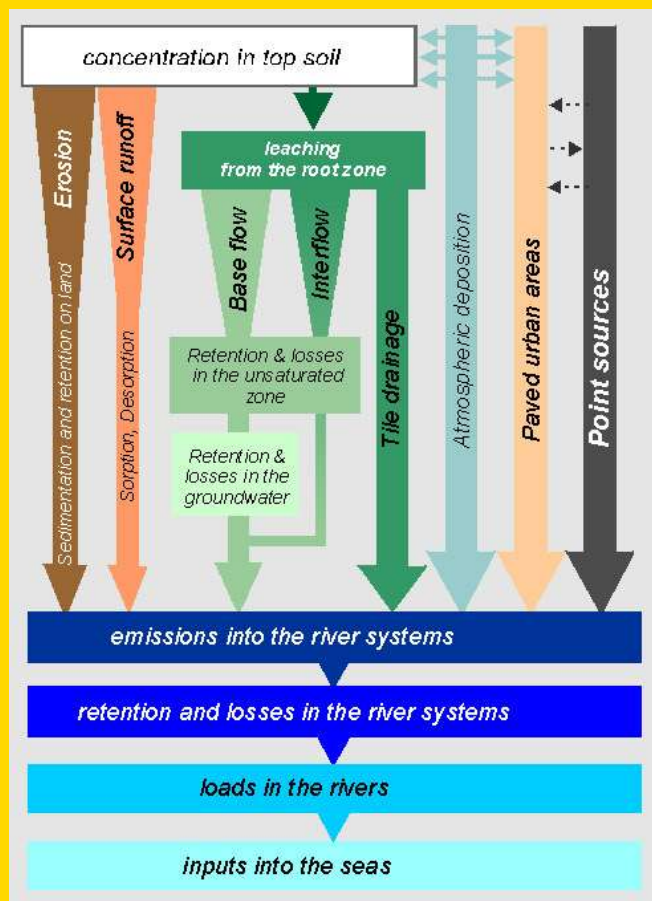 concentration in top soil
leaching
from the root zone
Erosion
Sedimentation and retention on land
Surface runoff
Sorption, Desorption
Base flow
Interflow
Retention & losses
in the unsaturated
zone
Retention &
losses in the
groundwater
Tile drainage
Atmospheric deposition
Paved urban areas
Point sources
emissions into the river systems
retention and losses in the river systems
loads in the rivers
inputs into the seas